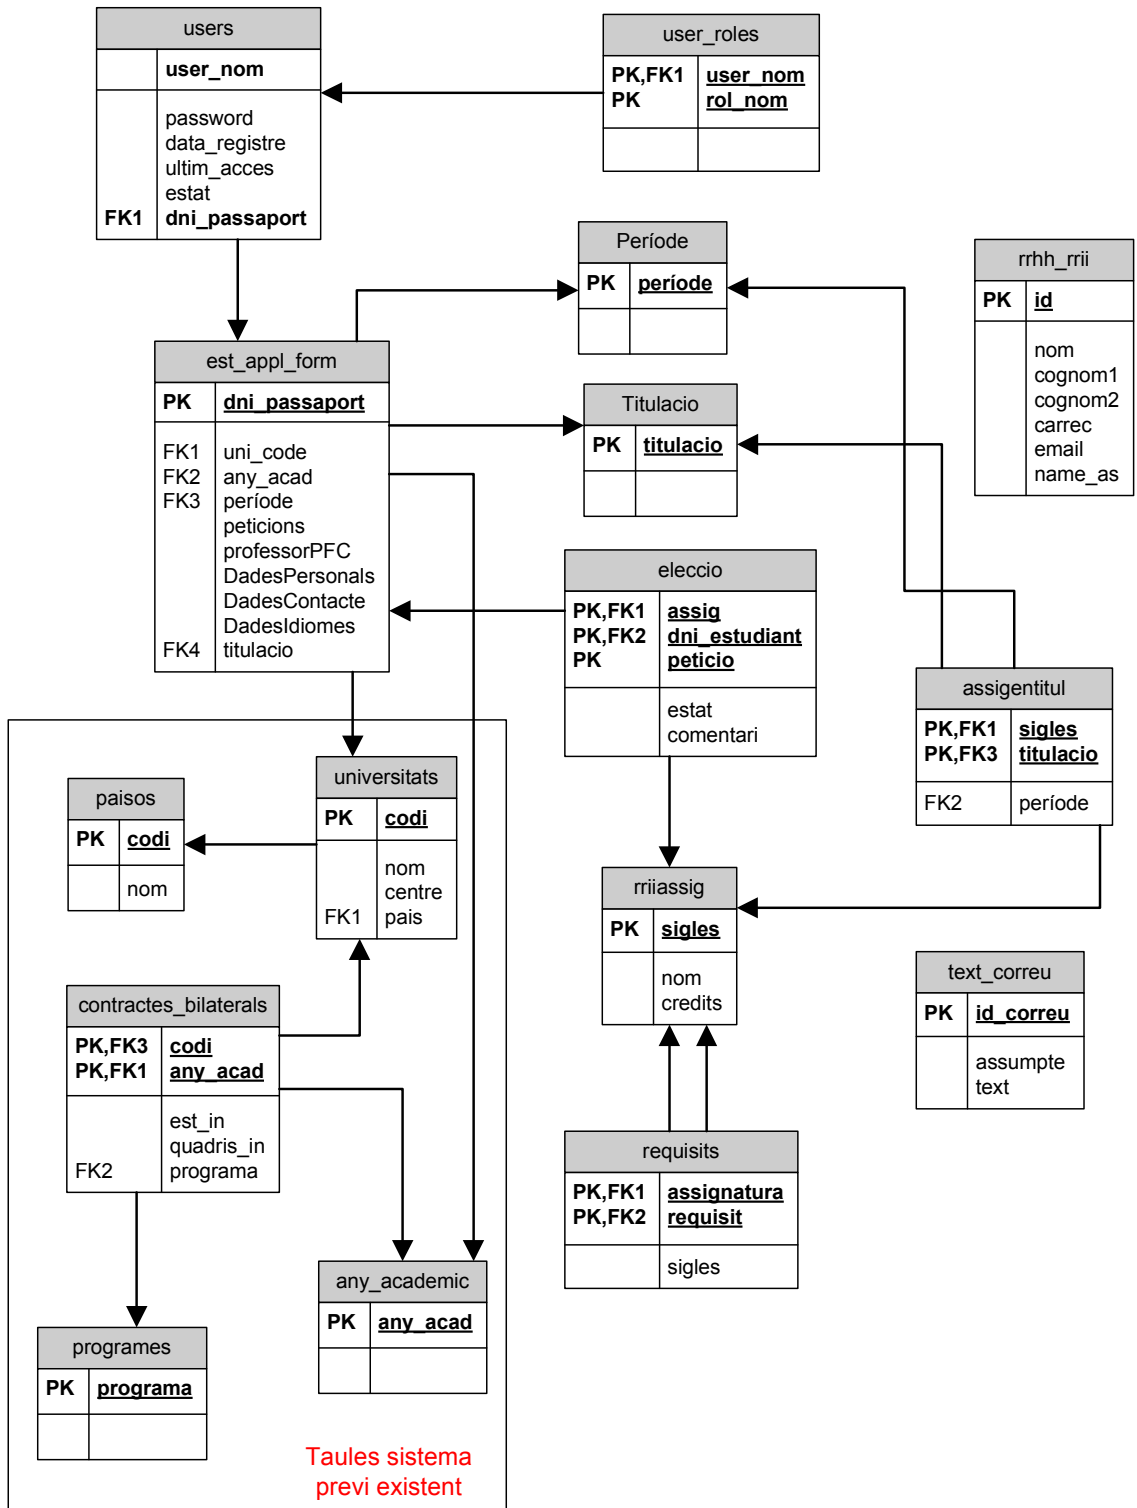 users
user_nom
password
data_registre
ultim_acces
estat
FK1 dni_passaport
user_roles
PK,FK1 user_nom
PK rol_nom
Període
PK període
rrhh_rrii
PK id
nom
cognom1
cognom2
carrec
email
name_as
est_appl_form
PK dni_passaport
FK1 uni_code
FK2 any_acad
FK3 període
peticions
professorPFC
DadesPersonals
DadesContacte
DadesIdiomes
FK4 titulacio
Titulacio
PK titulacio
eleccio
PK,FK1 assig
PK,FK2 dni_estudiant
PK peticio
estat
comentari
assigentitul
PK,FK1 sigles
PK,FK3 titulacio
FK2 període
paisos
PK codi
nom
universitats
PK codi
nom
centre
FK1 pais
rriiassig
PK sigles
nom
credits
text_correu
PK id_correu
assumpte
text
contractes_bilaterals
PK,FK3 codi
PK,FK1 any_acad
est_in
quadris_in
FK2 programa
requisits
PK,FK1 assignatura
PK,FK2 requisit
sigles
any_academic
PK any_acad
programes
PK programa
Taules sistema
previ existent